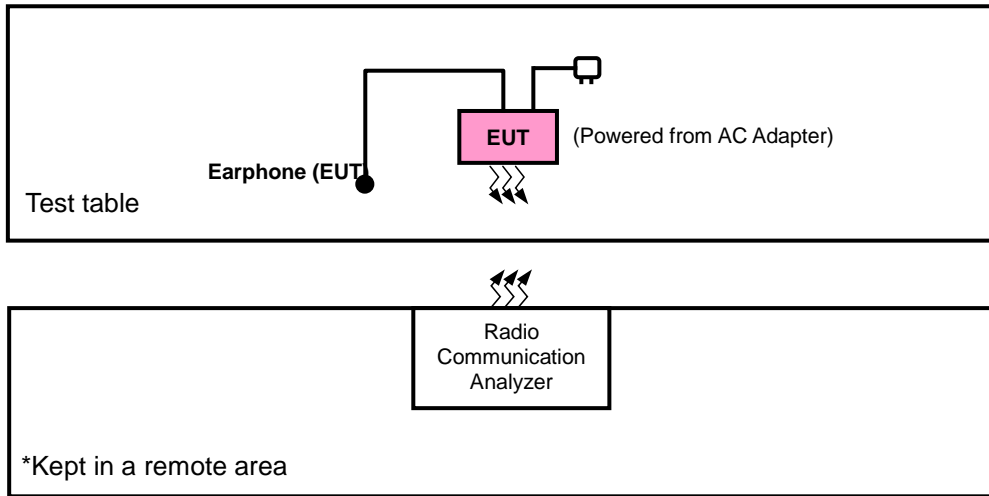 EUT
(Powered from AC Adapter)
Earphone (EUT)
Test table
Radio
Communication
Analyzer
*Kept in a remote area